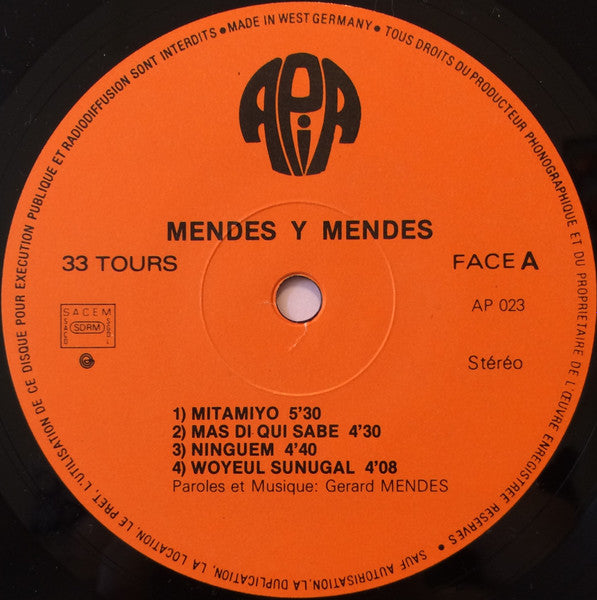 TOUS DROITS DU PRODUCTEUR PHONOGRAPHIQUE ET DU PROPRIETAIRE DE L'ŒUVRE ENREGISTREE RESERVES • SAUF AUTORISATION, LA DUPLICATION, LA LOCATION, LE PRET, L'UTILISATION DE CE DISQUE POUR EXECUTION PUBLIQUE ET RADIODIFFUSION SONT INTERDITS • MADE IN WEST GERMANY •
APiA
MENDES Y MENDES
33 TOURS
FACE A
AP 023
SACEM
SACD
SDRM
SGDL
Stéréo
1) MITAMIYO 5'30
2) MAS DI QUI SABE 4'30
3) NINGUEM 4'40
4) WOYEUL SUNUGAL 4'08
Paroles et Musique: Gerard MENDES